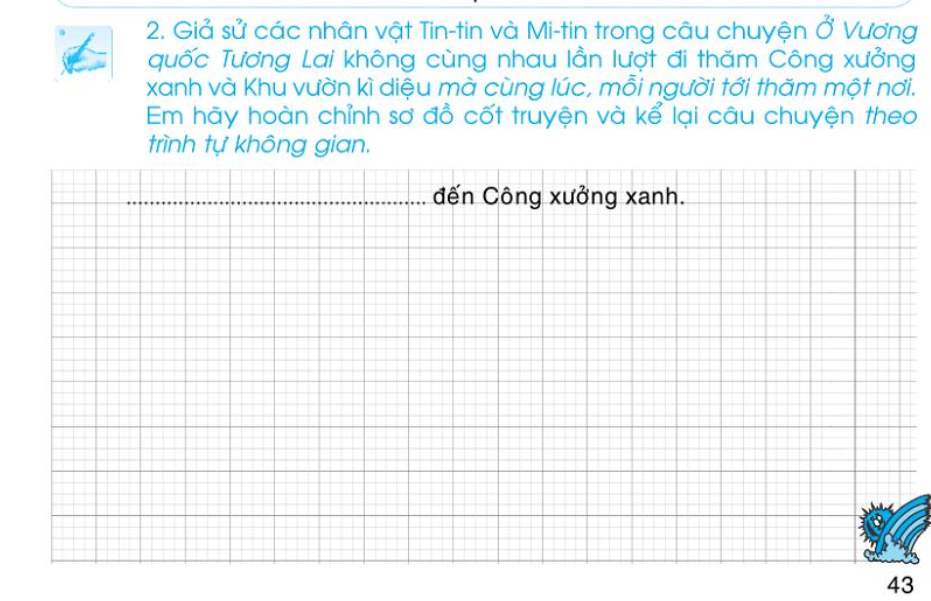 2. Giả sử các nhân vật Tin-tin và Mi-tin trong câu chuyện Ở Vương
quốc Tương Lai không cùng nhau lần lượt đi thăm Công xưởng
xanh và Khu vườn kì diệu mà cùng lúc, mỗi người tới thăm một nơi.
Em hãy hoàn chỉnh sơ đồ cốt truyện và kể lại câu chuyện theo
trình tự không gian.
.................................................... đến Công xưởng xanh.
43